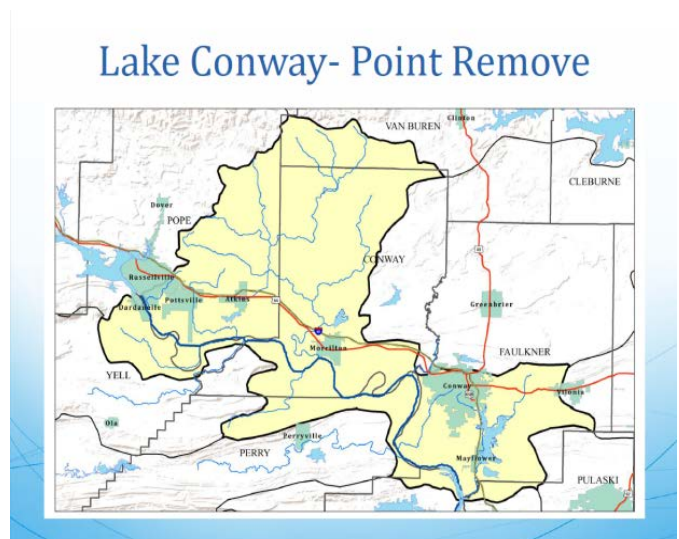 Lake Conway- Point Remove
Clinton
VAN BUREN
CLEBURNE
Dover
POPE
CONWAY
Russellville
Pottsville
Atkins
Dardanelle
Greenbrier
Morrilton
FAULKNER
YELL
Conway
Vilonia
Ola
Perryville
PERRY
Mayflower
PULASKI